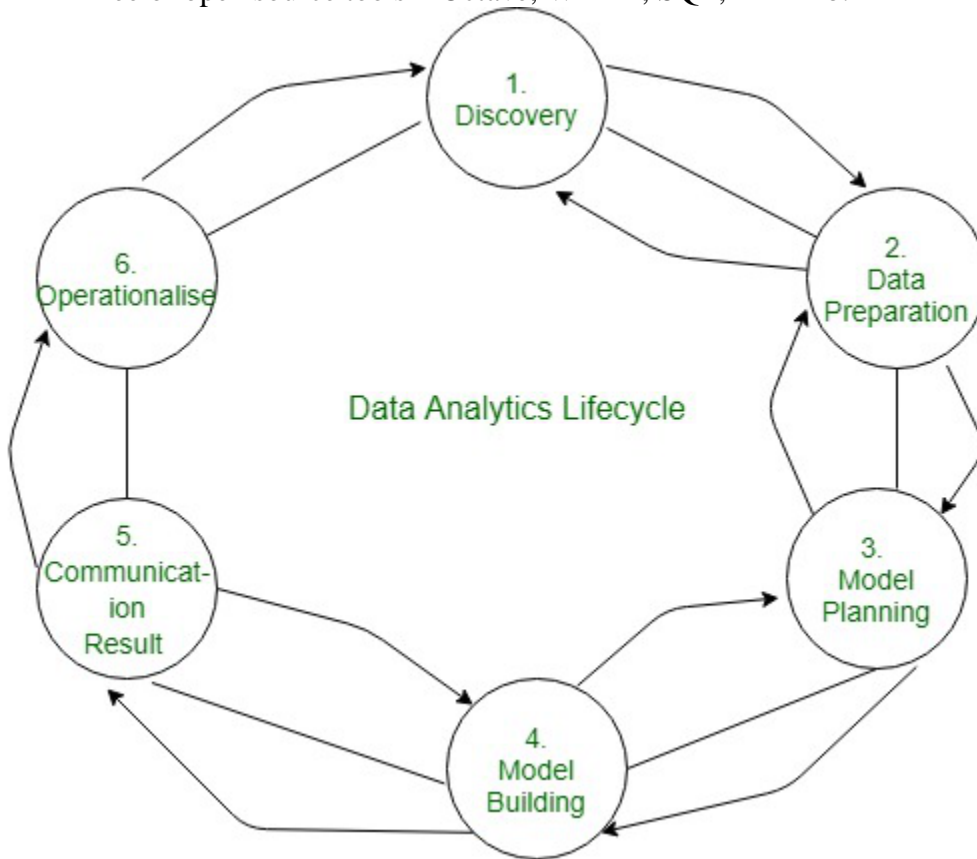 1.
Discovery
2.
Data
Preparation
6.
Operationalise
Data Analytics Lifecycle
3.
Model
Planning
5.
Communicat-
ion
Result
4.
Model
Building